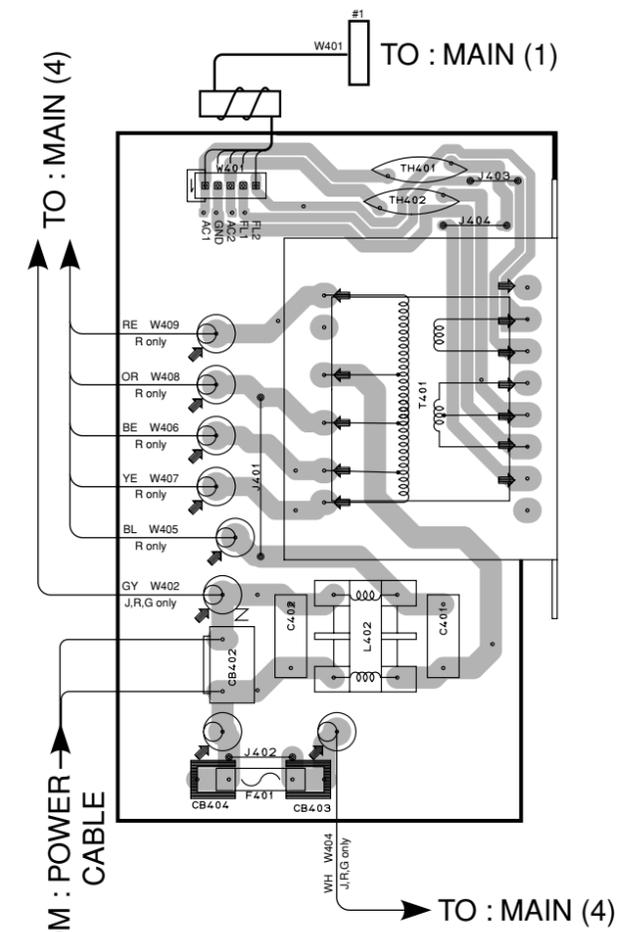 #1
W401
TO : MAIN (1)
TO : MAIN (4)
W401
TH401
J403
TH402
J404
AC1
GND
AC2
FL1
FL2
RE W409
R only
OR W408
R only
BE W406
R only
YE W407
R only
J401
T401
BL W405
R only
GY W402
J,R,G only
N
C402
L402
C401
CB402
J402
F401
CB404
CB403
M : POWER
CABLE
WH W404
J,R,G only
TO : MAIN (4)